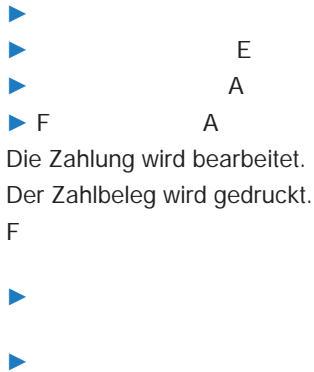 ►
► E
► A
► F A
Die Zahlung wird bearbeitet.
Der Zahlbeleg wird gedruckt.
F
►
►